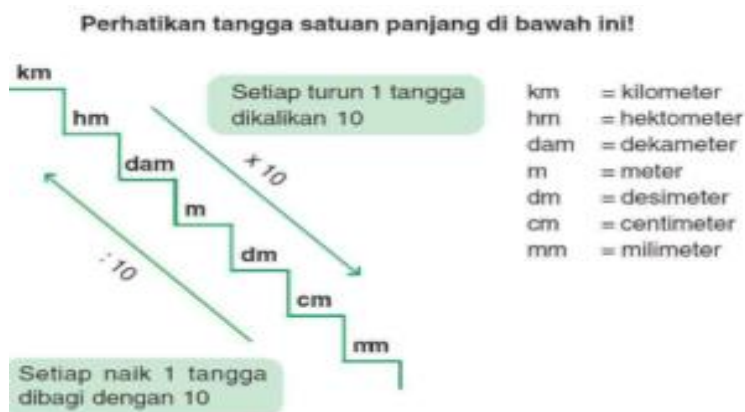 Perhatikan tangga satuan panjang di bawah ini!
km
hm
dam
m
dm
cm
mm
Setiap turun 1 tangga
dikalikan 10
x 10
: 10
Setiap naik 1 tangga
dibagi dengan 10
km = kilometer
hm = hektometer
dam = dekameter
m = meter
dm = desimeter
cm = centimeter
mm = milimeter